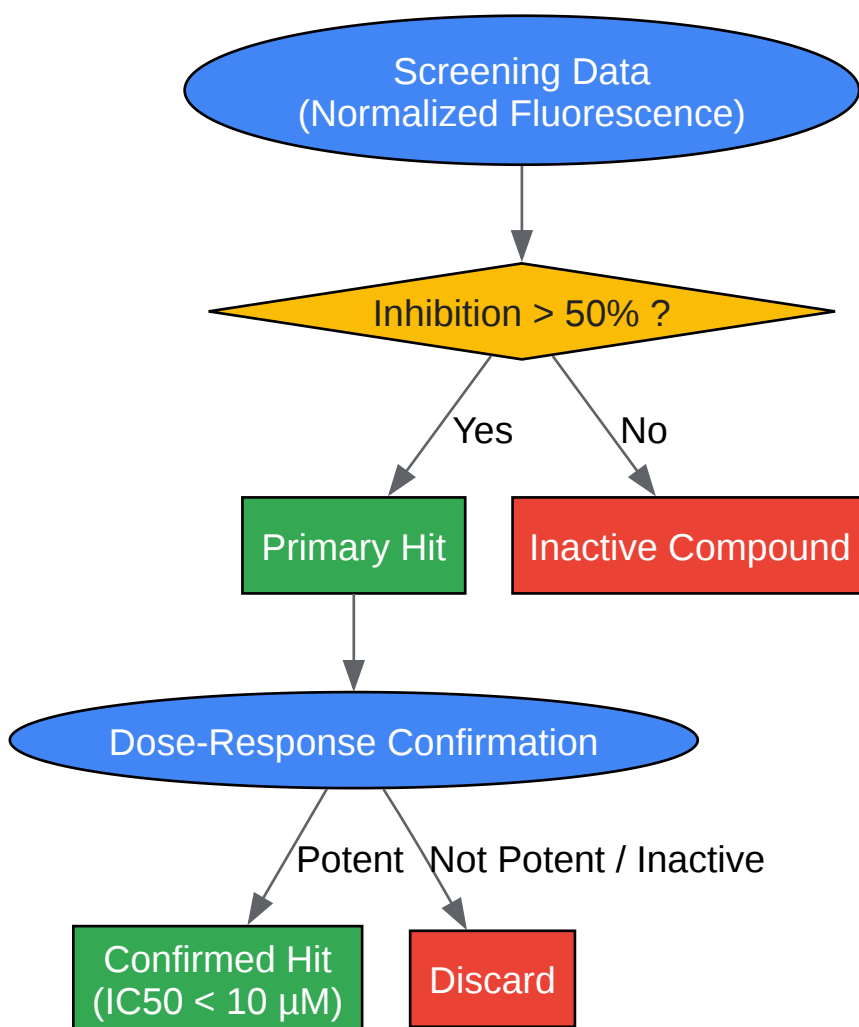 Screening Data
(Normalized Fluorescence)
Inhibition > 50% ?
Yes
No
Primary Hit
Inactive Compound
Dose-Response Confirmation
Potent
Not Potent / Inactive
Confirmed Hit
(IC50 < 10 µM)
Discard